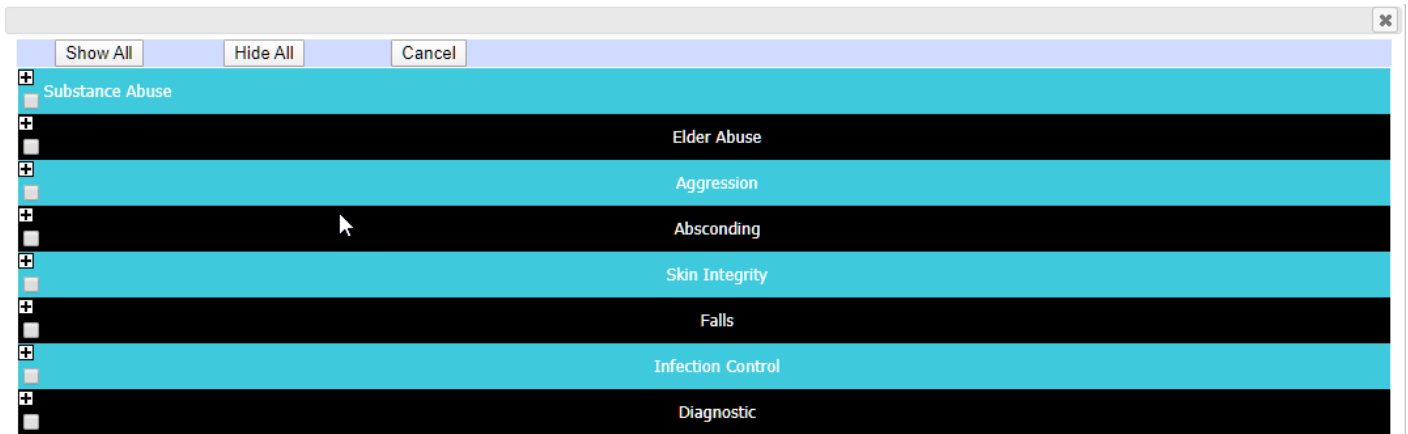 Show All Hide All Cancel
Substance Abuse
Elder Abuse
Aggression
Absconding
Skin Integrity
Falls
Infection Control
Diagnostic